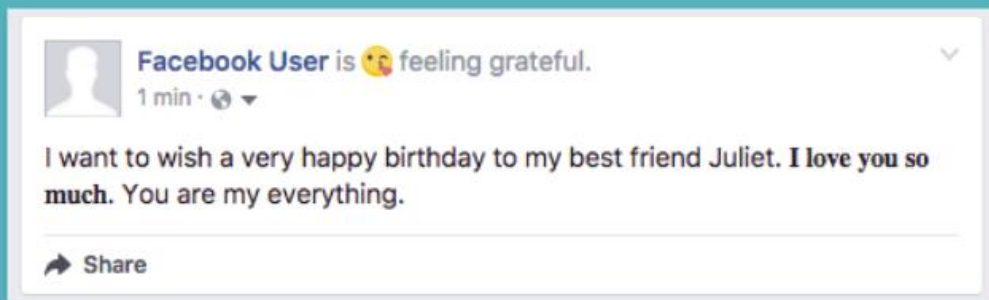 Facebook User is feeling grateful.
1 min ·
I want to wish a very happy birthday to my best friend Juliet. I love you so
much. You are my everything.
Share